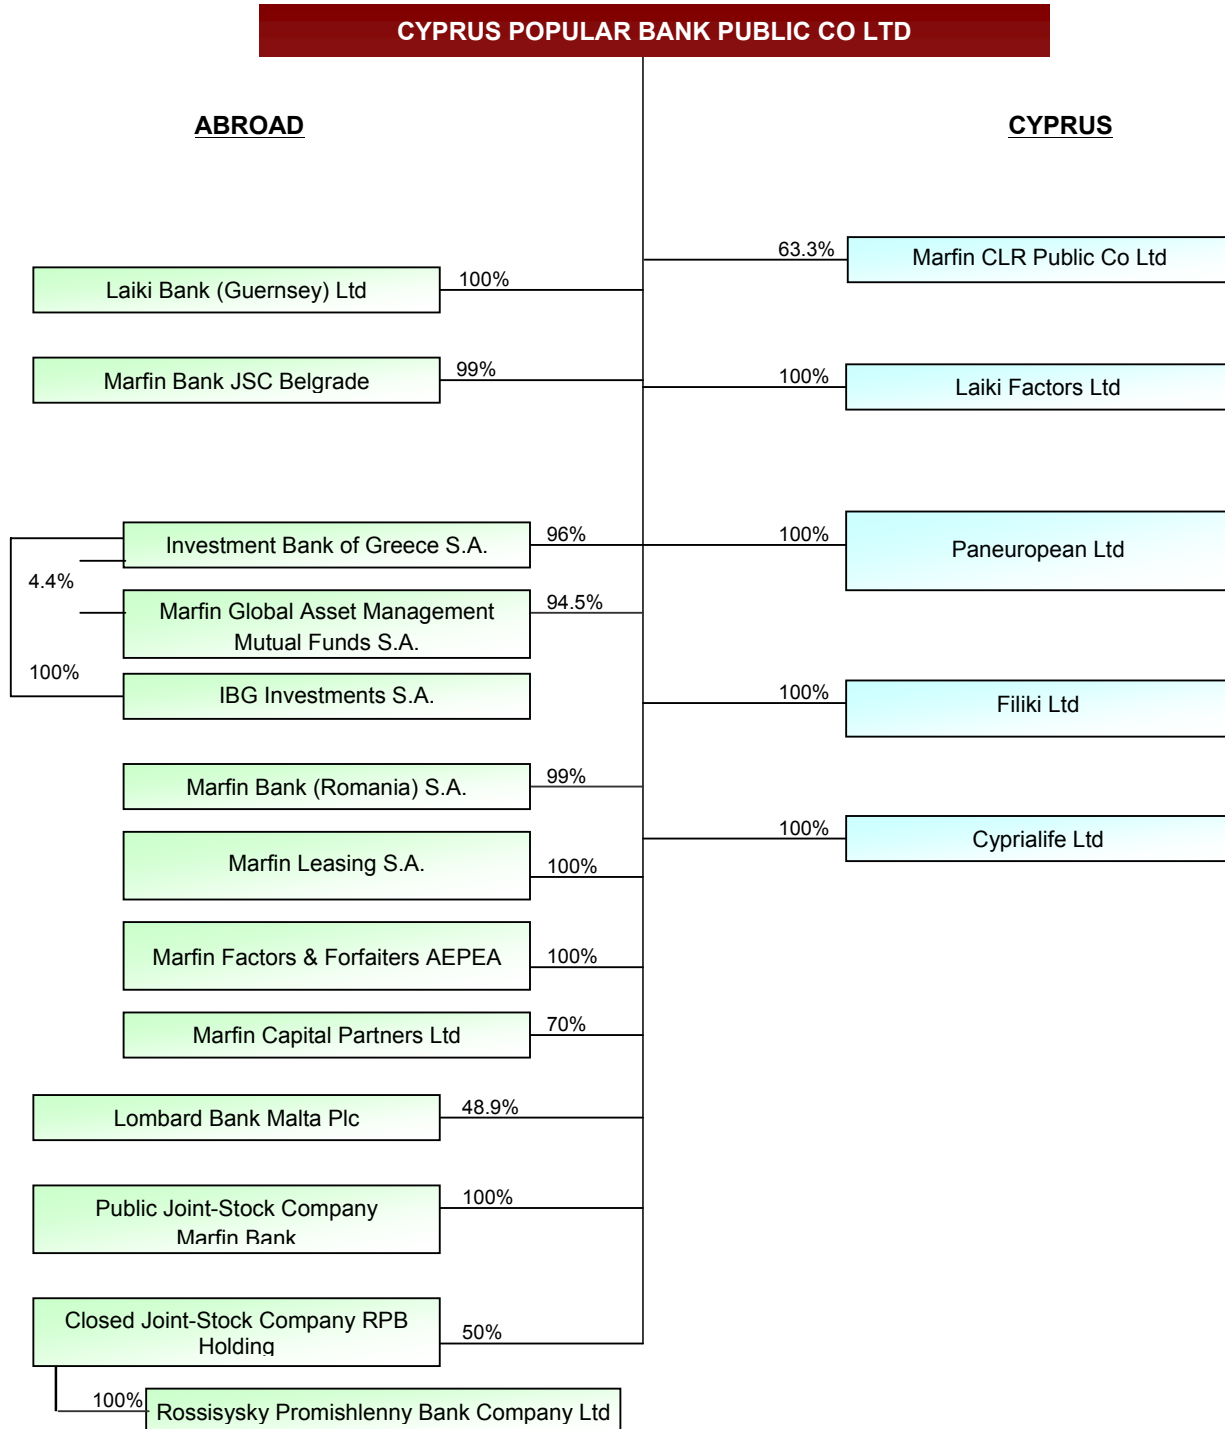 CYPRUS POPULAR BANK PUBLIC CO LTD
ABROAD
CYPRUS
63.3%
Marfin CLR Public Co Ltd
Laiki Bank (Guernsey) Ltd
100%
Marfin Bank JSC Belgrade
99%
100%
Laiki Factors Ltd
Investment Bank of Greece S.A.
96%
100%
Paneuropean Ltd
4.4%
Marfin Global Asset Management
Mutual Funds S.A.
94.5%
100%
IBG Investments S.A.
100%
Filiki Ltd
Marfin Bank (Romania) S.A.
99%
100%
Cyprialife Ltd
Marfin Leasing S.A.
100%
Marfin Factors & Forfaiters AEPEA
100%
Marfin Capital Partners Ltd
70%
Lombard Bank Malta Plc
48.9%
Public Joint-Stock Company
Marfin Bank
100%
Closed Joint-Stock Company RPB
Holding
50%
100%
Rossisysky Promishlenny Bank Company Ltd